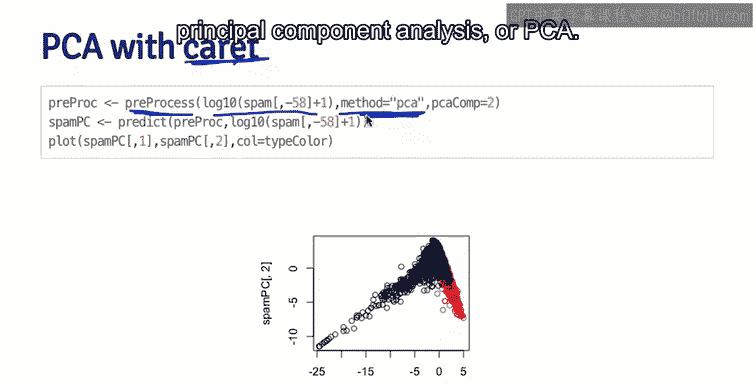 principal component analysis, or PCA.
PCA with caret
preProc <- preProcess(log10(spam[,-58]+1),method="pca",pcaComp=2)
spamPC <- predict(preProc,log10(spam[,-58]+1))
plot(spamPC[,1],spamPC[,2],col=typeColor)
spamPC[, 2]
0
-5
-10
-25
-15
-5
0
5